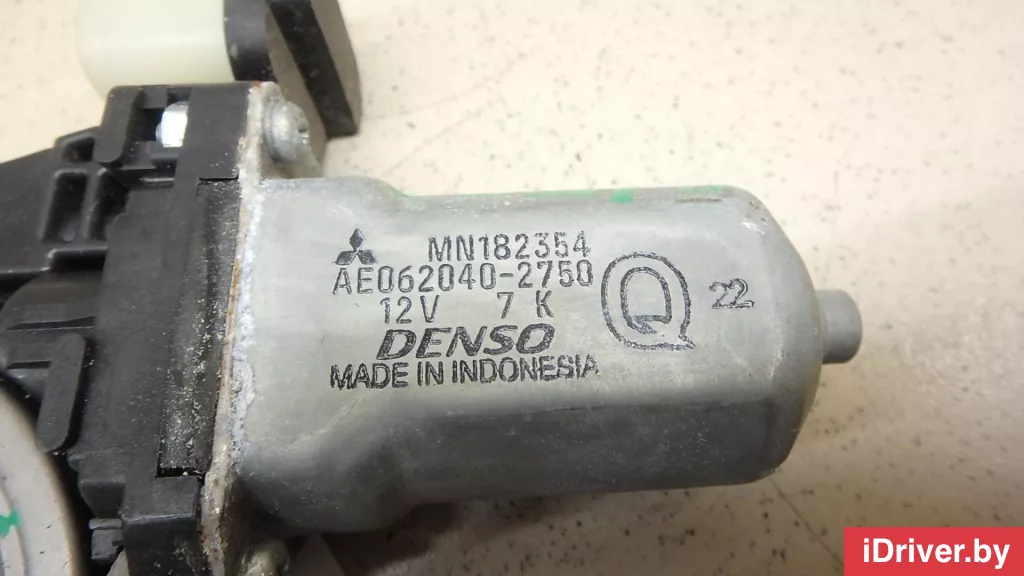 MN182354
AE062040-2750
12V 7 K
DENSO
MADE IN INDONESIA
Q
22
iDriver.by